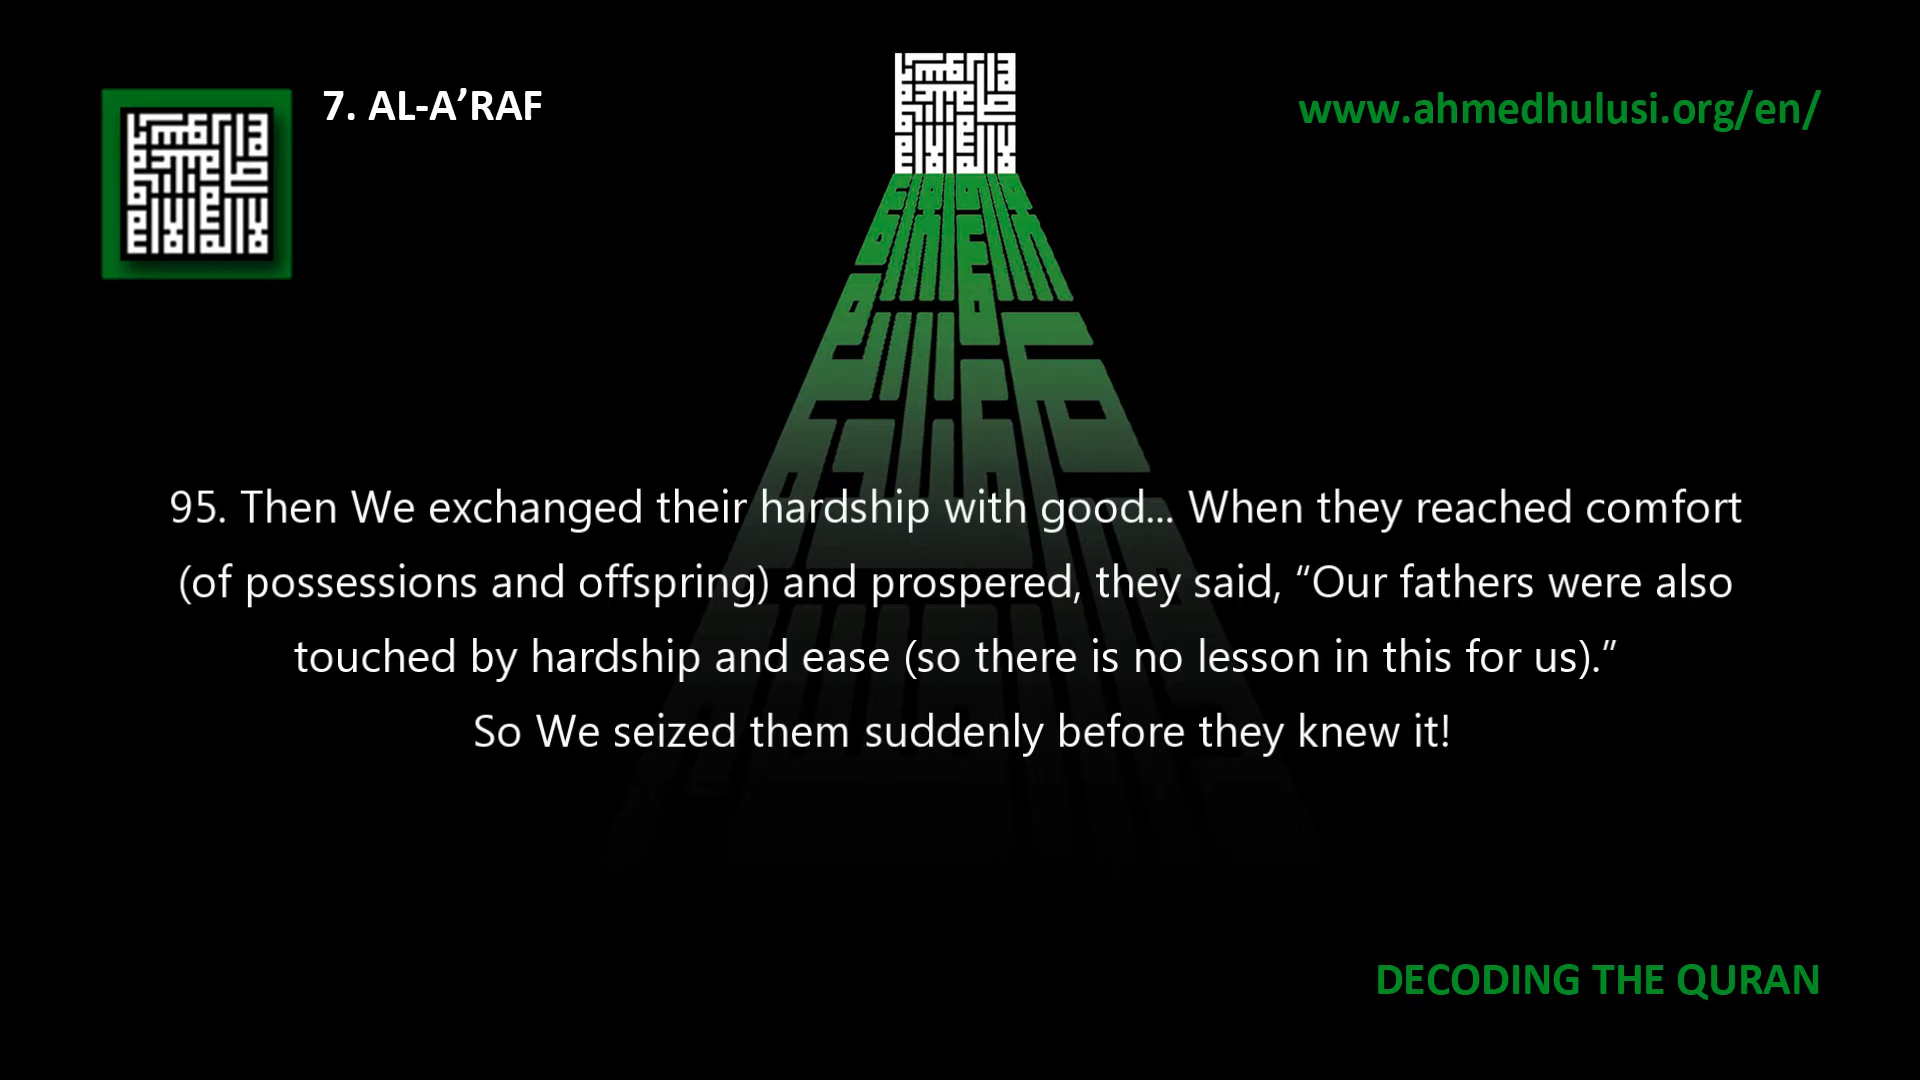 7. AL-A’RAF
www.ahmedhulusi.org/en/
95. Then We exchanged their hardship with good... When they reached comfort
(of possessions and offspring) and prospered, they said, “Our fathers were also
touched by hardship and ease (so there is no lesson in this for us).”
So We seized them suddenly before they knew it!
DECODING THE QURAN